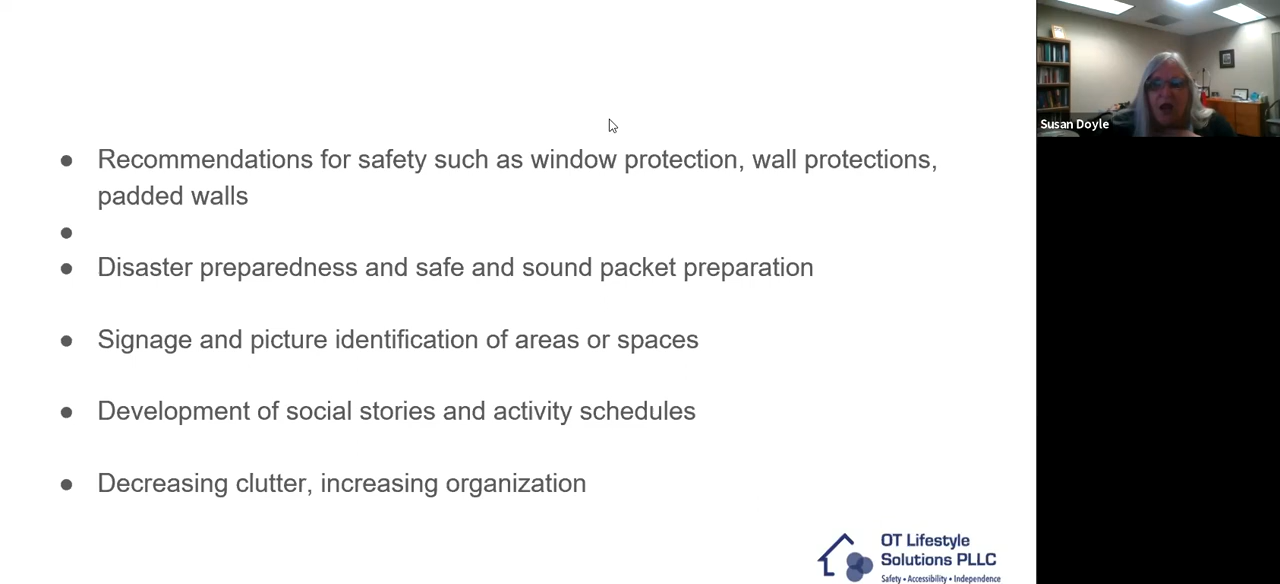 ● Recommendations for safety such as window protection, wall protections,
padded walls
●
● Disaster preparedness and safe and sound packet preparation
● Signage and picture identification of areas or spaces
● Development of social stories and activity schedules
● Decreasing clutter, increasing organization
OT Lifestyle
Solutions PLLC
Safety • Accessibility • Independence
Susan Doyle